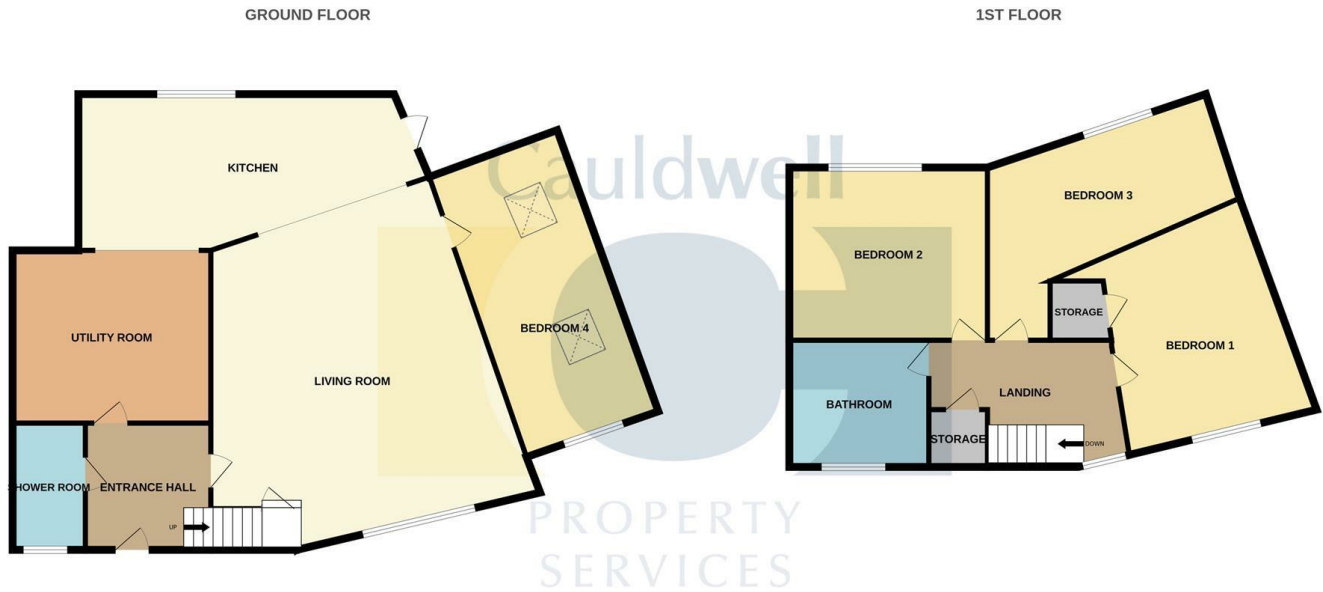 GROUND FLOOR
1ST FLOOR
KITCHEN
UTILITY ROOM
LIVING ROOM
BEDROOM 4
SHOWER ROOM
ENTRANCE HALL
UP
BEDROOM 3
BEDROOM 2
STORAGE
BEDROOM 1
BATHROOM
LANDING
STORAGE
DOWN
Cauldwell
PROPERTY
SERVICES